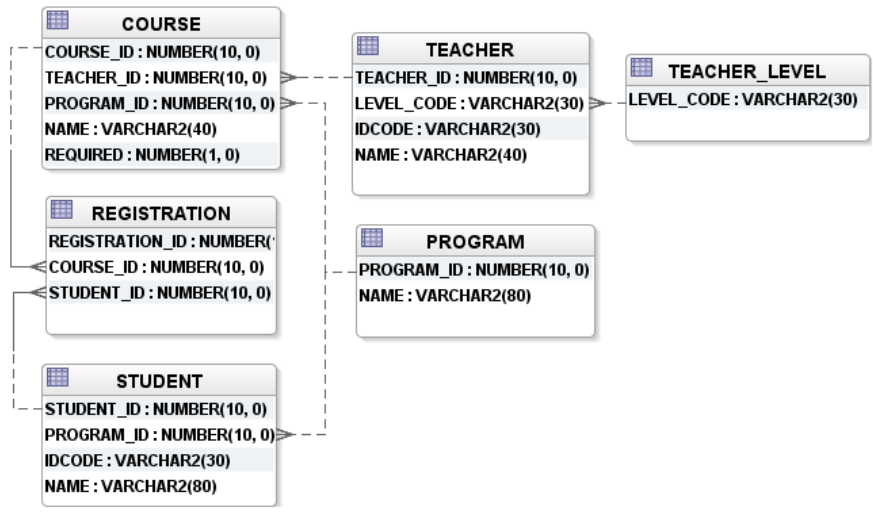 COURSE
COURSE_ID : NUMBER(10, 0)
TEACHER_ID : NUMBER(10, 0)
PROGRAM_ID : NUMBER(10, 0)
NAME : VARCHAR2(40)
REQUIRED : NUMBER(1, 0)
TEACHER
TEACHER_ID : NUMBER(10, 0)
LEVEL_CODE : VARCHAR2(30)
IDCODE : VARCHAR2(30)
NAME : VARCHAR2(40)
TEACHER_LEVEL
LEVEL_CODE : VARCHAR2(30)
REGISTRATION
REGISTRATION_ID : NUMBER(
COURSE_ID : NUMBER(10, 0)
STUDENT_ID : NUMBER(10, 0)
PROGRAM
PROGRAM_ID : NUMBER(10, 0)
NAME : VARCHAR2(80)
STUDENT
STUDENT_ID : NUMBER(10, 0)
PROGRAM_ID : NUMBER(10, 0)
IDCODE : VARCHAR2(30)
NAME : VARCHAR2(80)